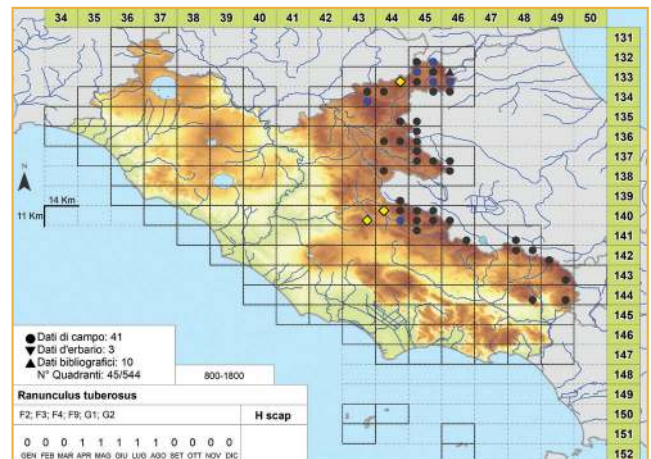 34 35 36 37 38 39 40 41 42 43 44 45 46 47 48 49 50
131
132
133
134
135
136
137
138
139
140
141
142
143
144
145
146
147
148
149
150
151
152
N
14 Km
11 Km
Dati di campo: 41
Dati d'erbario: 3
Dati bibliografici: 10
N° Quadranti: 45/544
800-1800
Ranunculus tuberosus
F2; F3; F4; F9; G1; G2
H scap
0 0 0 1 1 1 1 1 0 0 0 0
GEN FEB MAR APR MAG GIU LUG AGO SET OTT NOV DIC